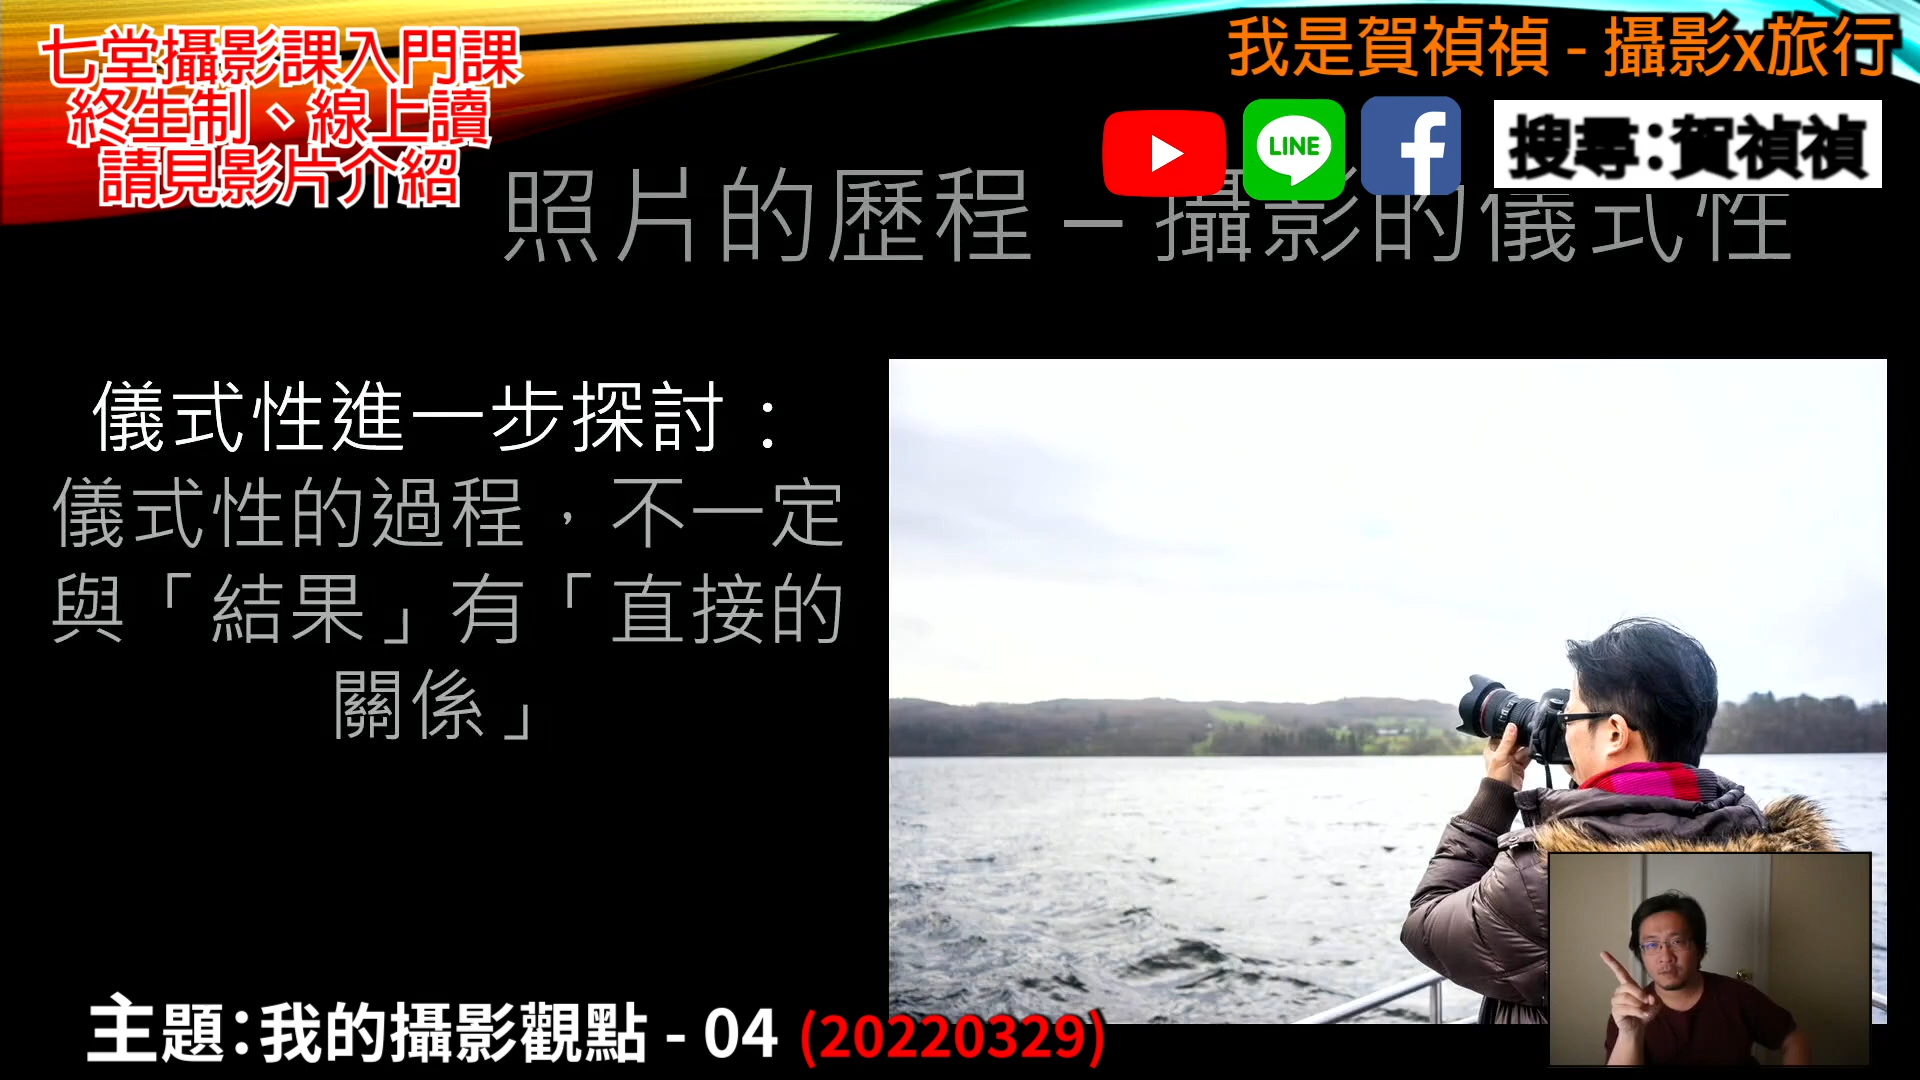 七堂攝影課入門課
終生制、線上讀
請見影片介紹
我是賀禎禎 - 攝影x旅行
LINE
搜尋:賀禎禎
照片的歷程 – 攝影的儀式性
儀式性進一步探討：
儀式性的過程，不一定
與「結果」有「直接的
關係」
主題:我的攝影觀點 - 04 (20220329)